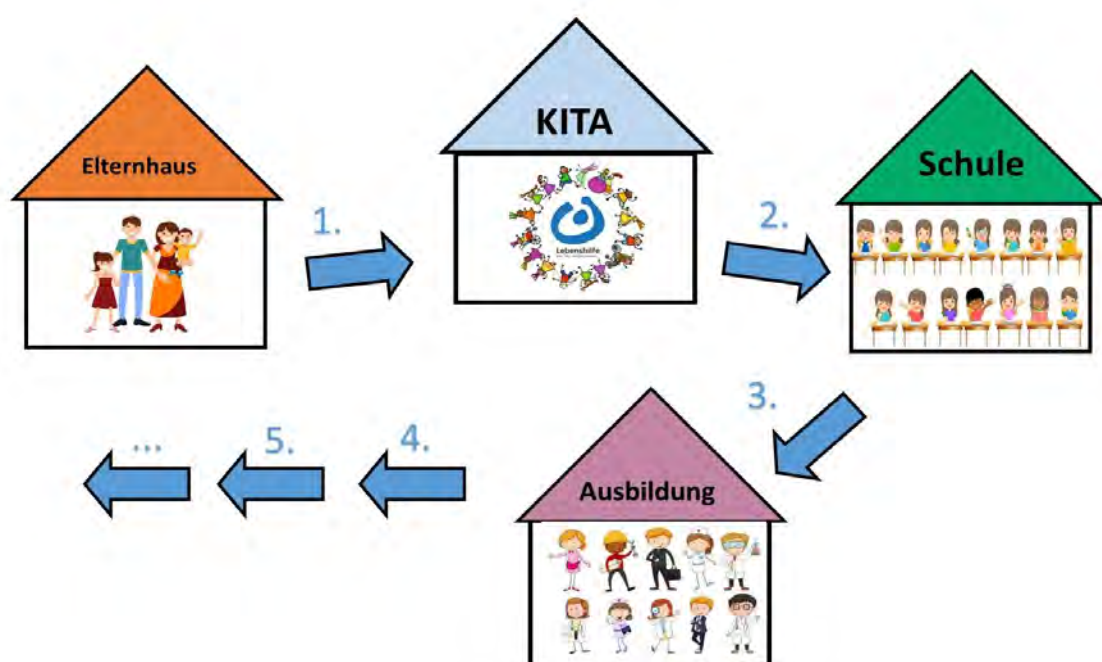 Elternhaus
1.
KITA
Lebenshilfe
2.
Schule
3.
Ausbildung
4.
5.
...